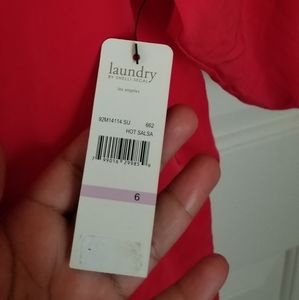 laundry
BY SHELLI SEGAL
los angeles
92M14114 SU 662
HOT SALSA
6